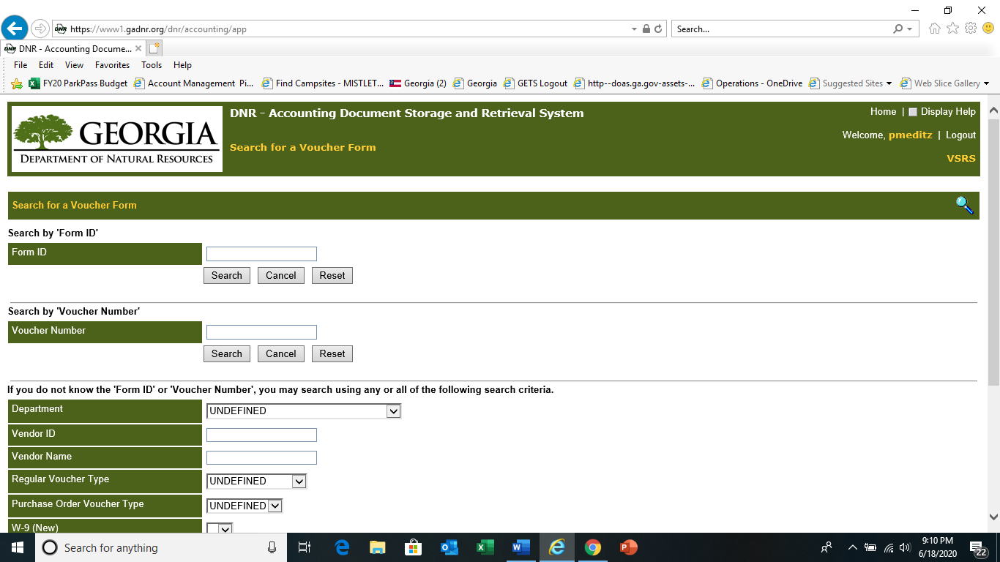 https://www1.gadnr.org/dnr/accounting/app
Search...
DNR - Accounting Docume...
File Edit View Favorites Tools Help
FY20 ParkPass Budget Account Management Pi... Find Campsites - MISTLET... Georgia (2) Georgia GETS Logout http--doas.ga.gov-assets-... Operations - OneDrive Suggested Sites Web Slice Gallery
GEORGIA
DEPARTMENT OF NATURAL RESOURCES
DNR - Accounting Document Storage and Retrieval System
Home | Display Help
Welcome, pmeditz | Logout
Search for a Voucher Form
VSRS
Search for a Voucher Form
Search by 'Form ID'
Form ID
Search Cancel Reset
Search by 'Voucher Number'
Voucher Number
Search Cancel Reset
If you do not know the 'Form ID' or 'Voucher Number', you may search using any or all of the following search criteria.
Department UNDEFINED
Vendor ID
Vendor Name
Regular Voucher Type UNDEFINED
Purchase Order Voucher Type UNDEFINED
W-9 (New)
Search for anything
9:10 PM
6/18/2020
22